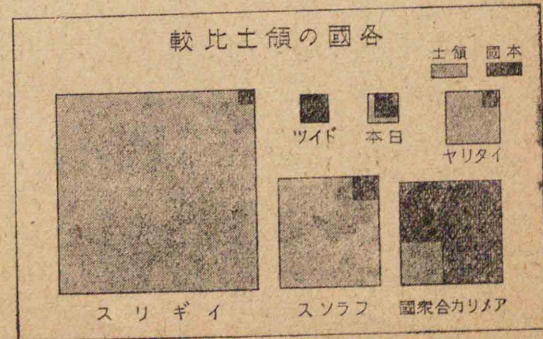 各國の領土比較
本國 領土
ドイツ
日本
イタリヤ
イギリス
フランス
アメリカ合衆國